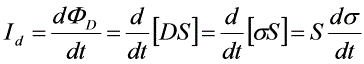 I_d = dΦ_D/dt = d/dt [DS] = d/dt [σS] = S dσ/dt